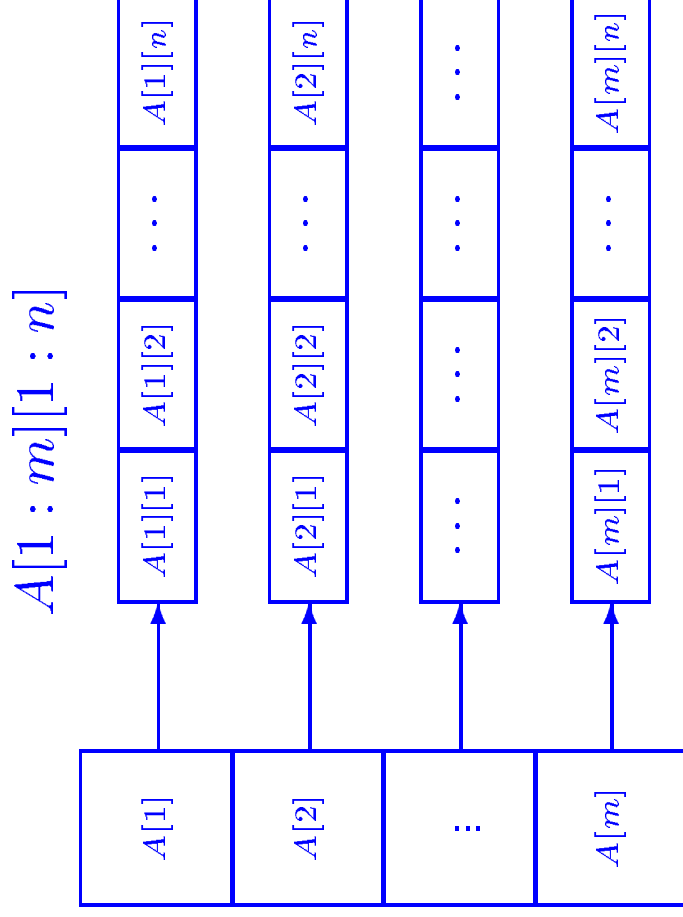 A[1 : m][1 : n]
A[1] A[1][1] A[1][2] ... A[1][n]
A[2] A[2][1] A[2][2] ... A[2][n]
... ... ... ... ...
A[m] A[m][1] A[m][2] ... A[m][n]